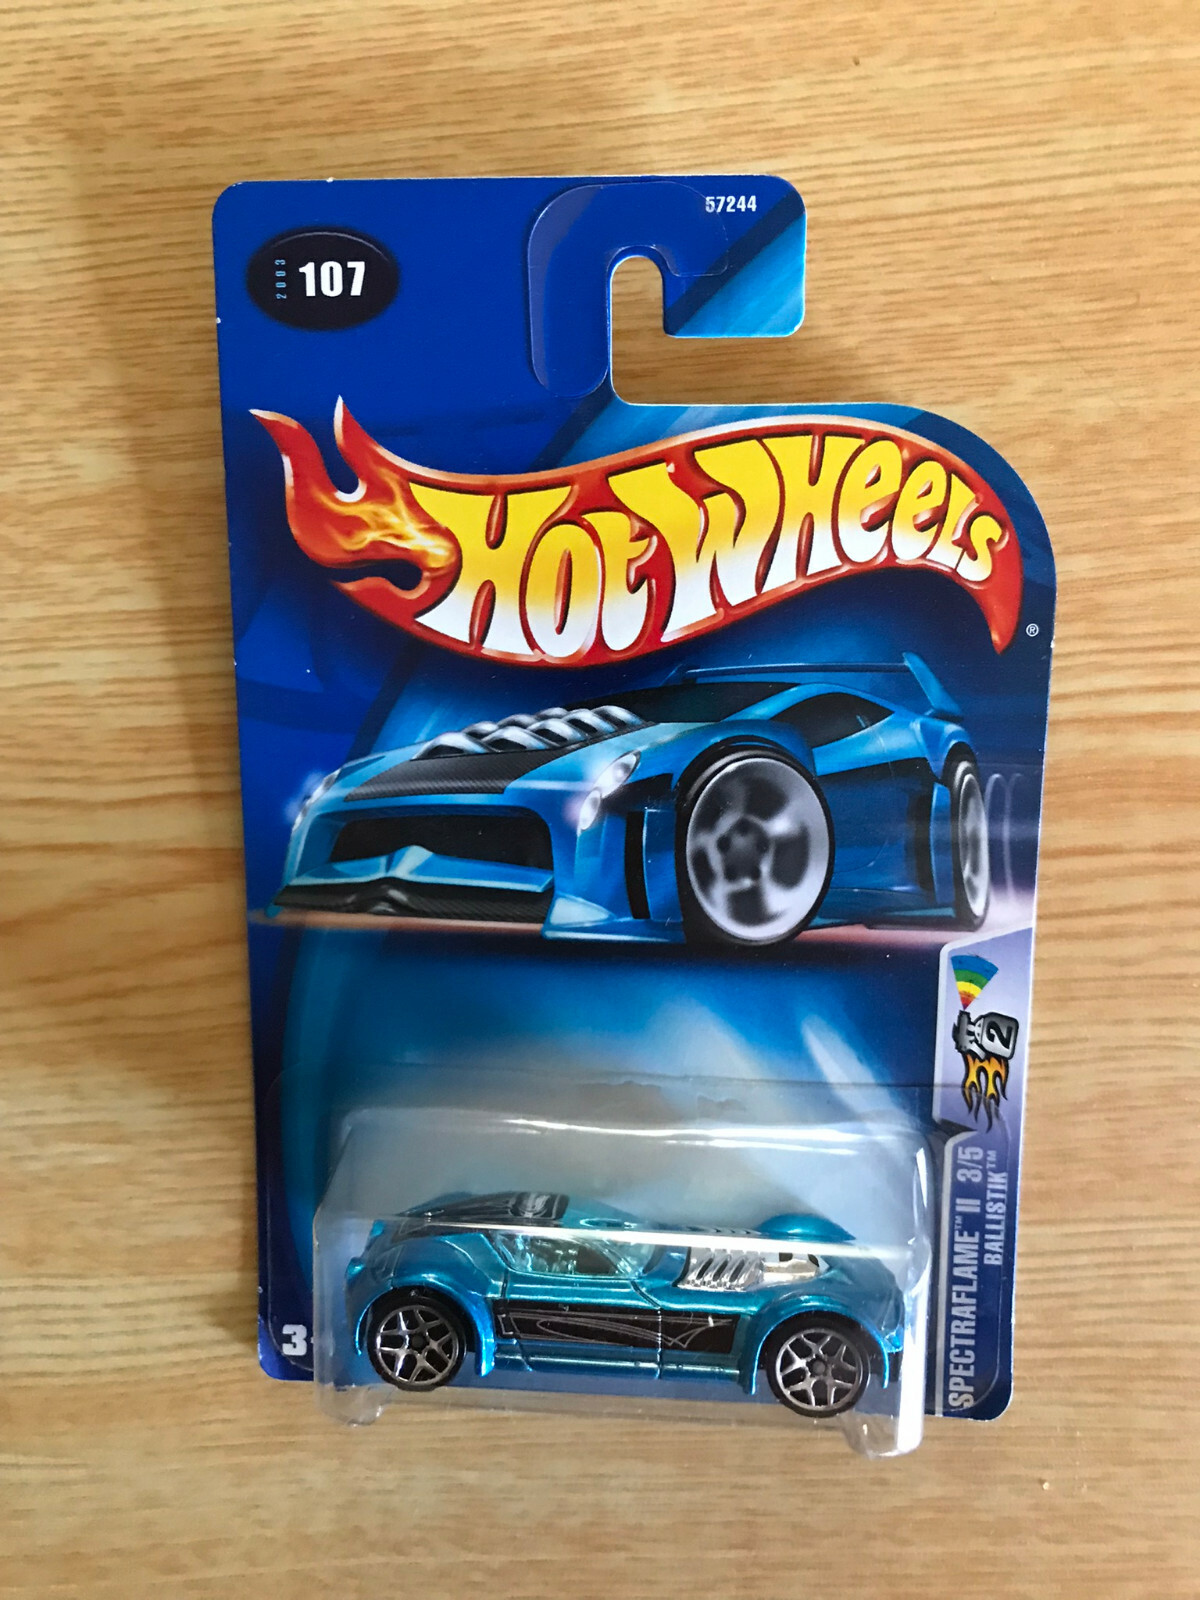 57244
2003
107
HOT WHEELS
®
2
SPECTRAFLAME™ II 3/5
BALLISTIK™
3